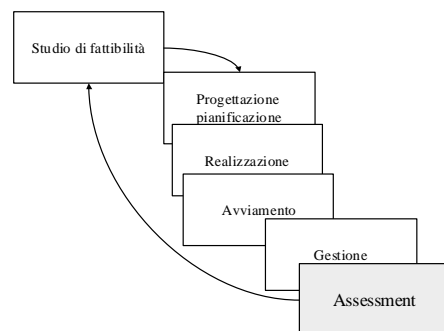 Studio di fattibilità
Progettazione
pianificazione
Realizzazione
Avviamento
Gestione
Assessment